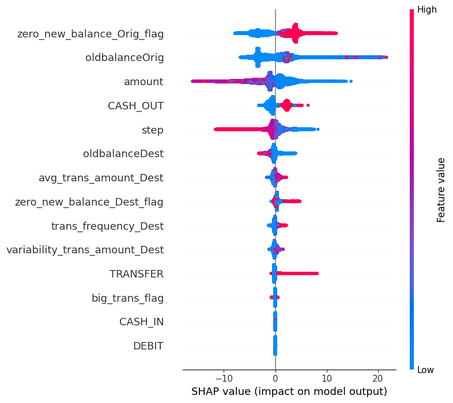 High
zero_new_balance_Orig_flag
oldbalanceOrig
amount
CASH_OUT
step
oldbalanceDest
avg_trans_amount_Dest
zero_new_balance_Dest_flag
trans_frequency_Dest
variability_trans_amount_Dest
TRANSFER
big_trans_flag
CASH_IN
DEBIT
Feature value
Low
−10 0 10 20
SHAP value (impact on model output)